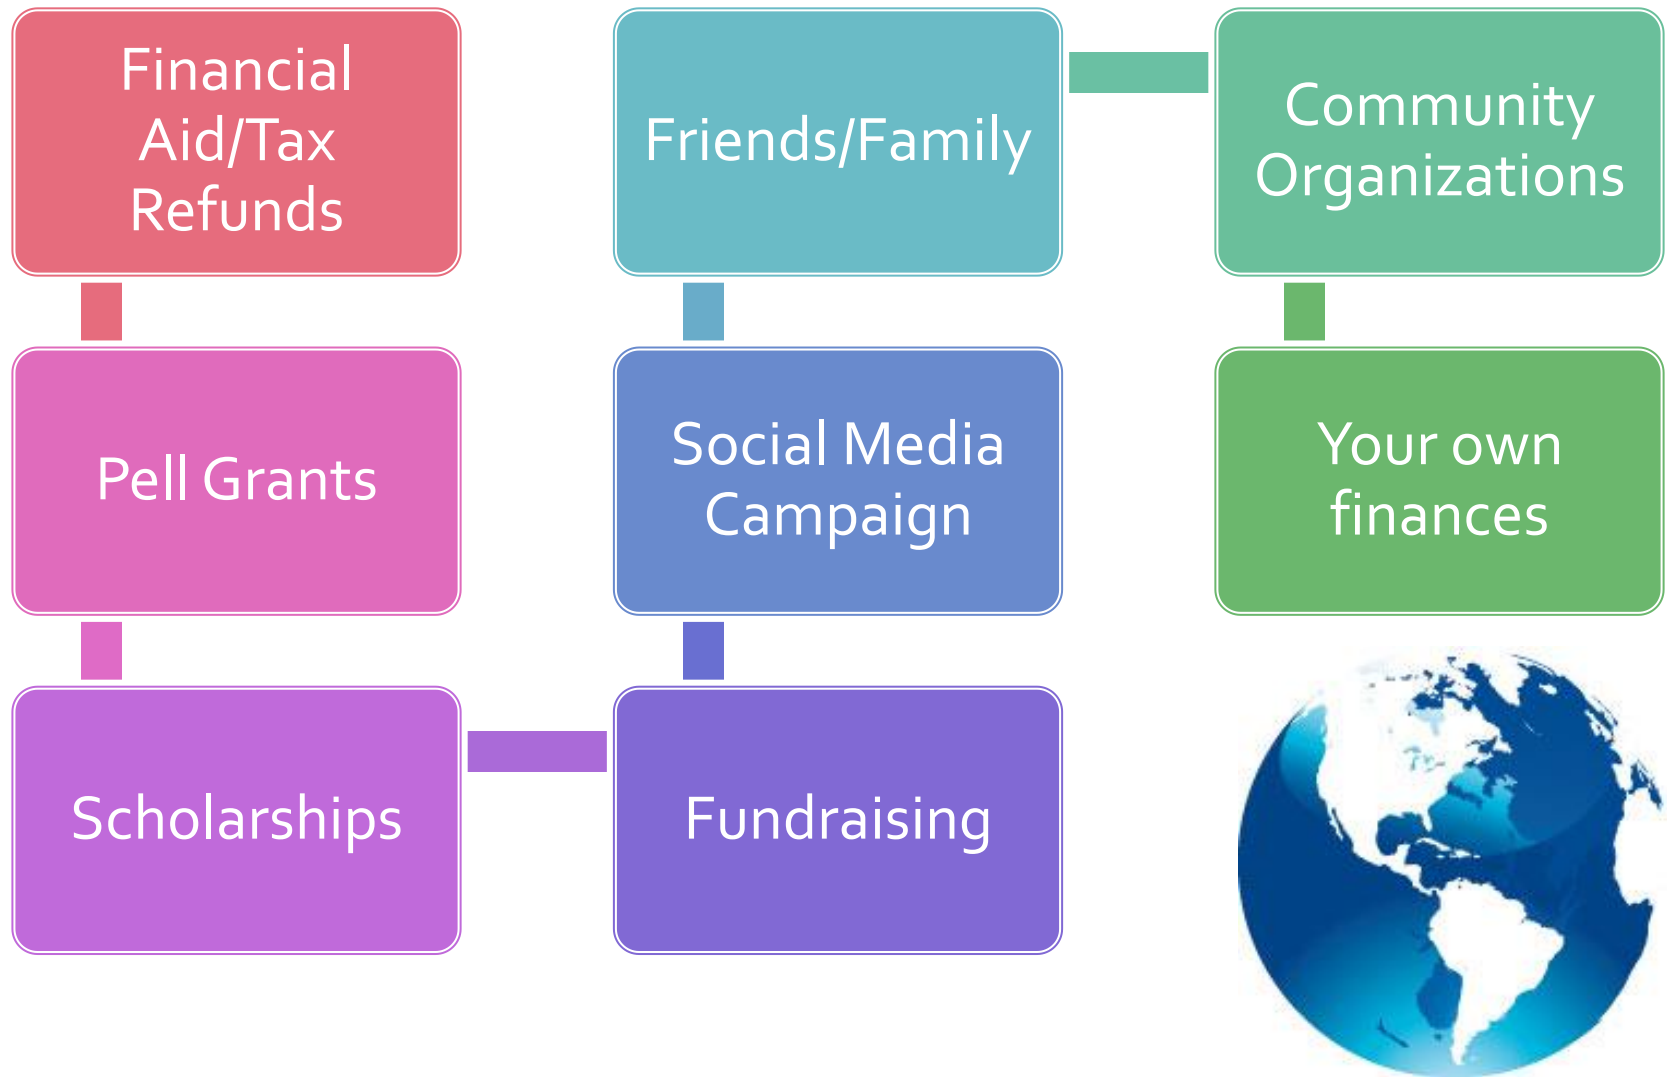 Financial
Aid/Tax
Refunds
Pell Grants
Scholarships
Fundraising
Social Media
Campaign
Friends/Family
Community
Organizations
Your own
finances